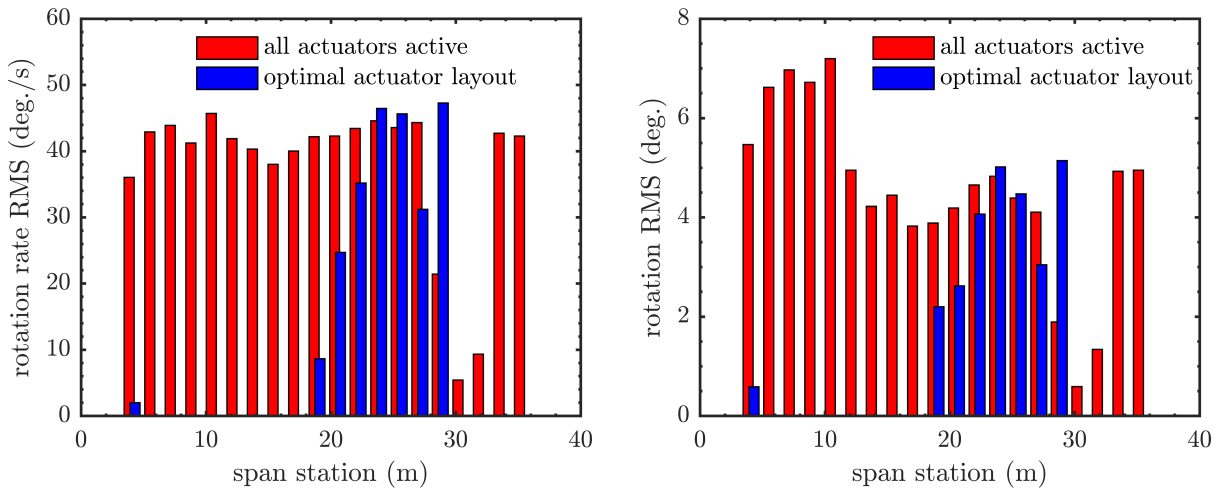 60
50
40
30
20
10
0
0
10
20
30
40
rotation rate RMS (deg./s)
span station (m)
all actuators active
optimal actuator layout
8
6
4
2
0
0
10
20
30
40
rotation RMS (deg.)
span station (m)
all actuators active
optimal actuator layout